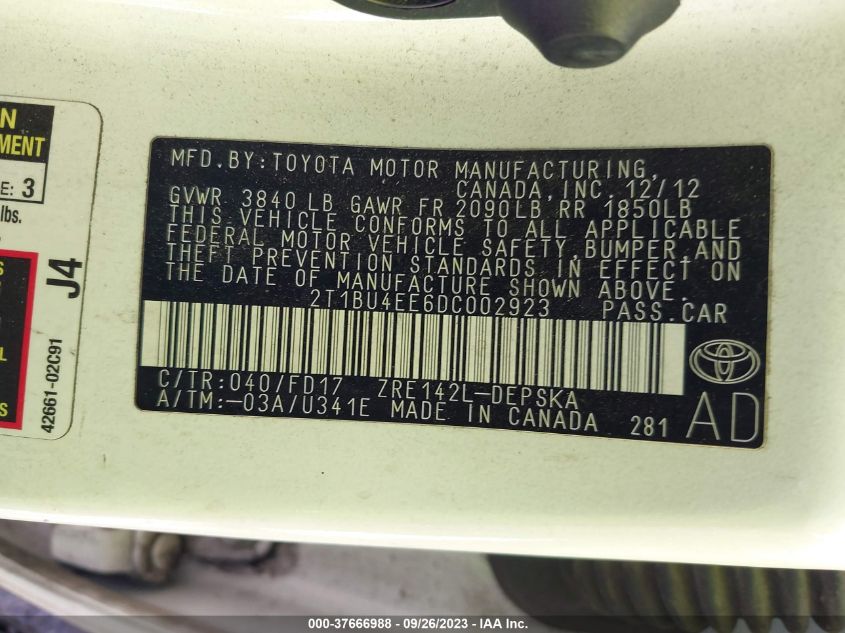 MFD.BY:TOYOTA MOTOR MANUFACTURING,
CANADA,INC.12/12
GVWR 3840 LB GAWR FR 2090LB RR 1850LB
THIS VEHICLE CONFORMS TO ALL APPLICABLE
FEDERAL MOTOR VEHICLE SAFETY,BUMPER,AND
THEFT PREVENTION STANDARDS IN EFFECT ON
THE DATE OF MANUFACTURE SHOWN ABOVE.
2T1BU4EE6DC002923 PASS.CAR
C/TR:040/FD17 ZRE142L-DEPSKA
A/TM:-03A/U341E MADE IN CANADA 281
AD
N
MENT
E: 3
lbs.
S
L
S
J4
42661-02C91
000-37666988 - 09/26/2023 - IAA Inc.